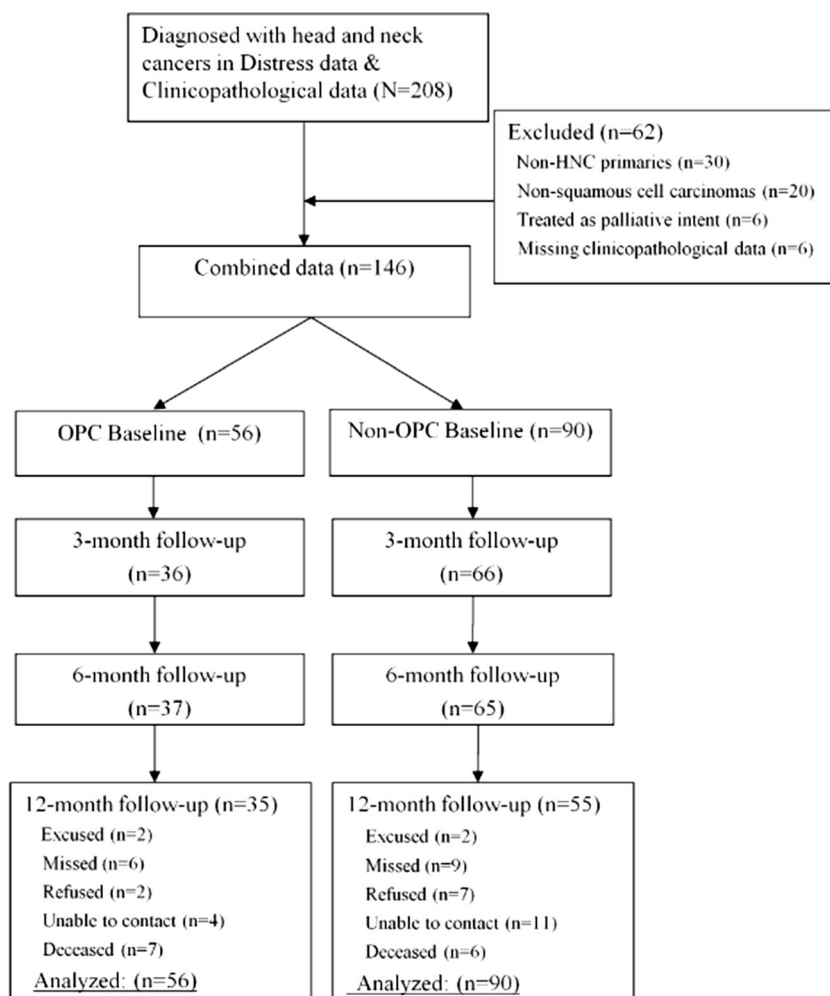 Diagnosed with head and neck
cancers in Distress data &
Clinicopathological data (N=208)
Excluded (n=62)
Non-HNC primaries (n=30)
Non-squamous cell carcinomas (n=20)
Treated as palliative intent (n=6)
Missing clinicopathological data (n=6)
Combined data (n=146)
OPC Baseline (n=56)
Non-OPC Baseline (n=90)
3-month follow-up
(n=36)
3-month follow-up
(n=66)
6-month follow-up
(n=37)
6-month follow-up
(n=65)
12-month follow-up (n=35)
Excused (n=2)
Missed (n=6)
Refused (n=2)
Unable to contact (n=4)
Deceased (n=7)
Analyzed: (n=56)
12-month follow-up (n=55)
Excused (n=2)
Missed (n=9)
Refused (n=7)
Unable to contact (n=11)
Deceased (n=6)
Analyzed: (n=90)